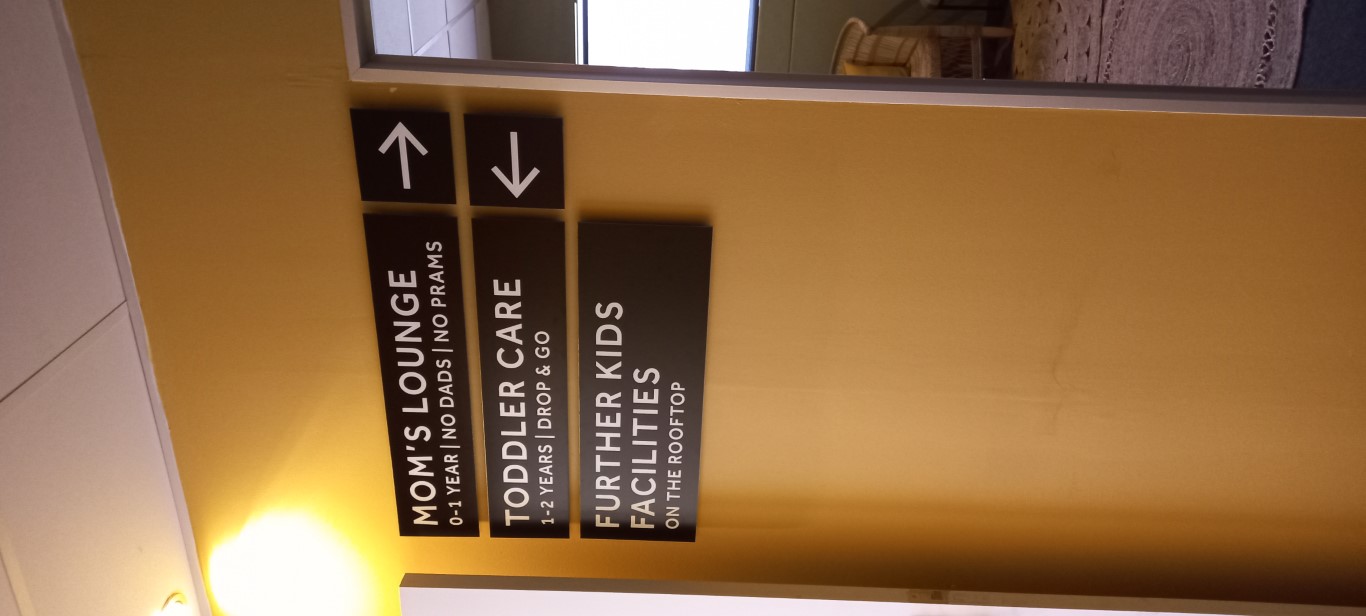 MOM'S LOUNGE
0-1 YEAR | NO DADS | NO PRAMS
TODDLER CARE
1-2 YEARS | DROP & GO
FURTHER KIDS
FACILITIES
ON THE ROOFTOP